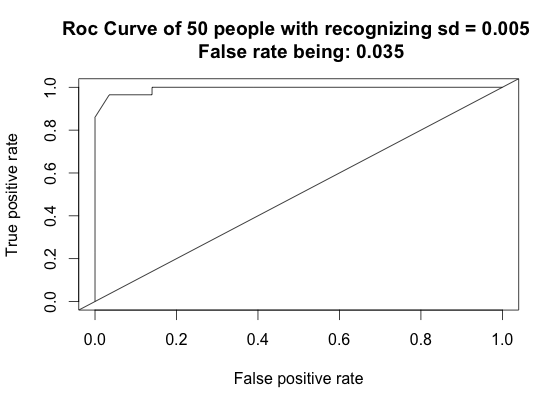 Roc Curve of 50 people with recognizing sd = 0.005
False rate being: 0.035
True positive rate
1.0
0.8
0.6
0.4
0.2
0.0
0.0 0.2 0.4 0.6 0.8 1.0
False positive rate